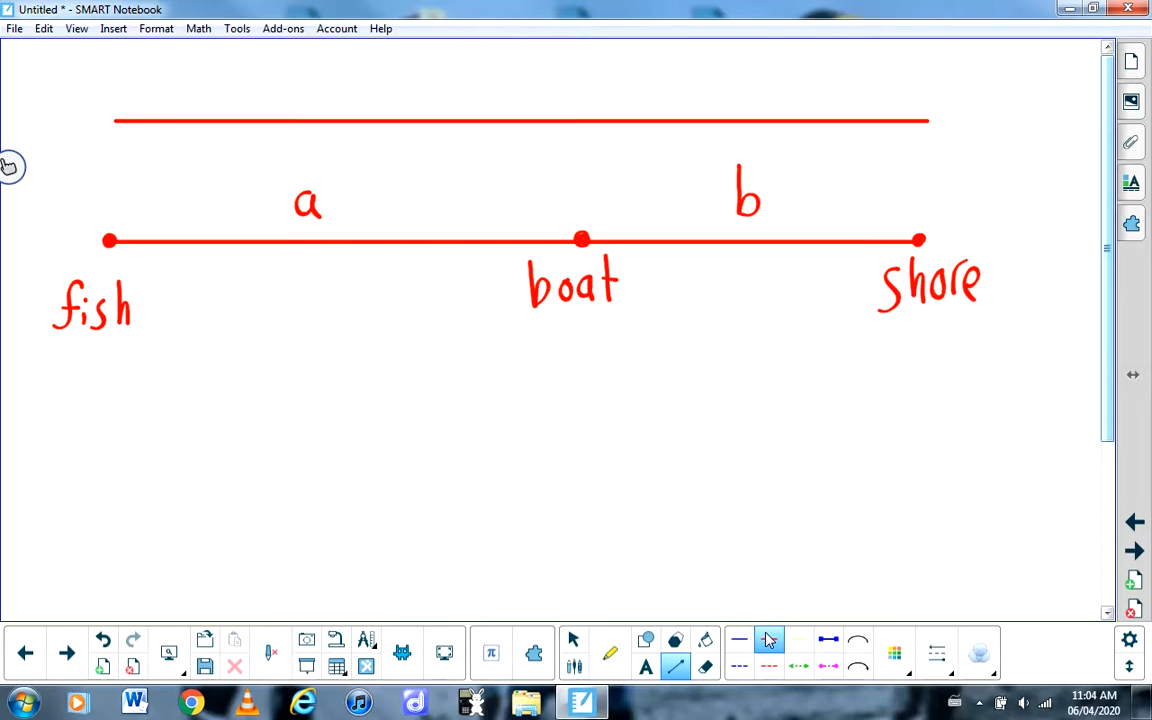 Untitled * - SMART Notebook
File Edit View Insert Format Math Tools Add-ons Account Help
a b
fish boat shore
11:04 AM
06/04/2020